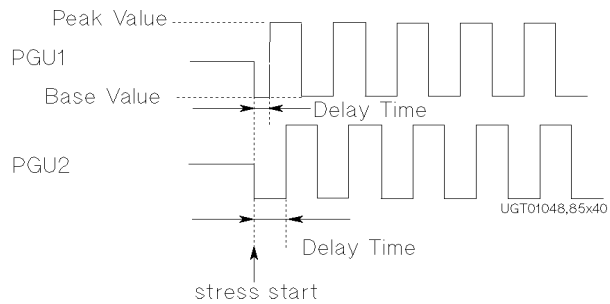 Peak Value
PGU1
Base Value
Delay Time
PGU2
UGT01048,85x40
Delay Time
stress start